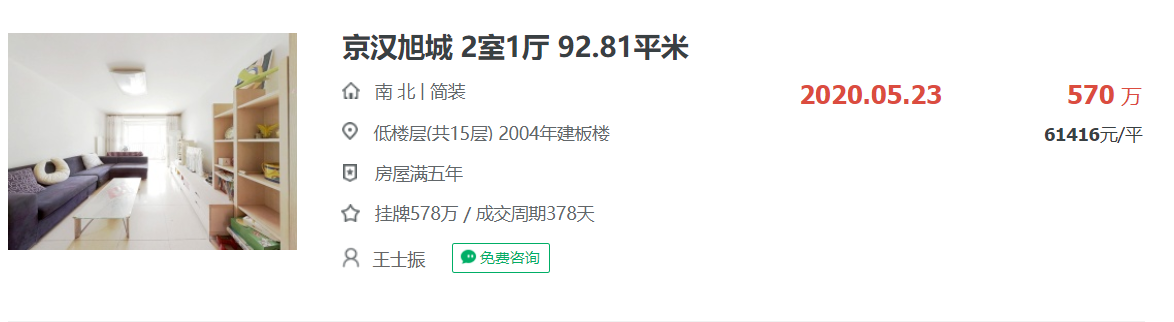 京汉旭城 2室1厅 92.81平米
南 北 | 简装
2020.05.23
570 万
低楼层(共15层) 2004年建板楼
61416元/平
房屋满五年
挂牌578万 / 成交周期378天
王士振
免费咨询